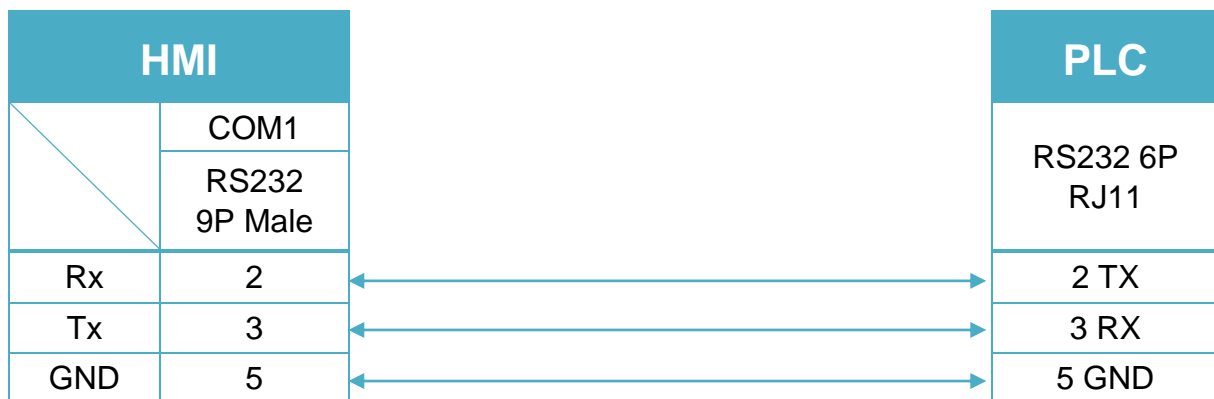 HMI
PLC
COM1
RS232
9P Male
RS232 6P
RJ11
Rx 2 2 TX
Tx 3 3 RX
GND 5 5 GND